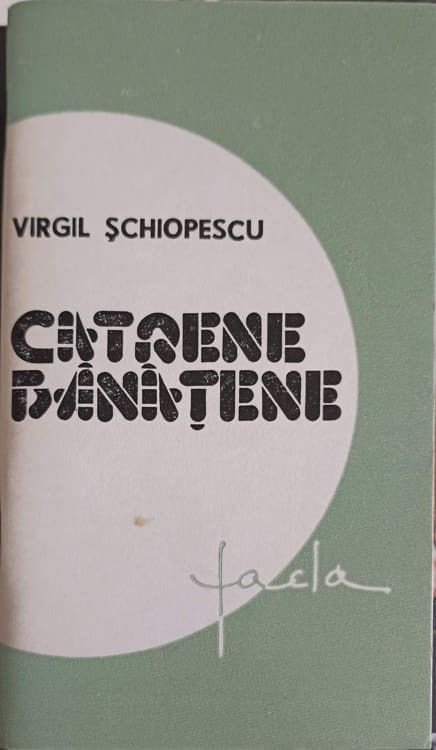 VIRGIL ŞCHIOPESCU
CATRENE
BĂNĂŢENE
facla